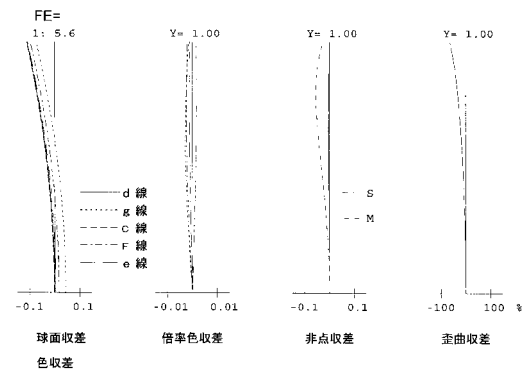 FE=
1: 5.6
Y= 1.00
Y= 1.00
Y= 1.00
d 線
g 線
C 線
F 線
e 線
S
M
-0.1 0.1
-0.01 0.01
-0.1 0.1
-100 100 %
球面収差
色収差
倍率色収差
非点収差
歪曲収差